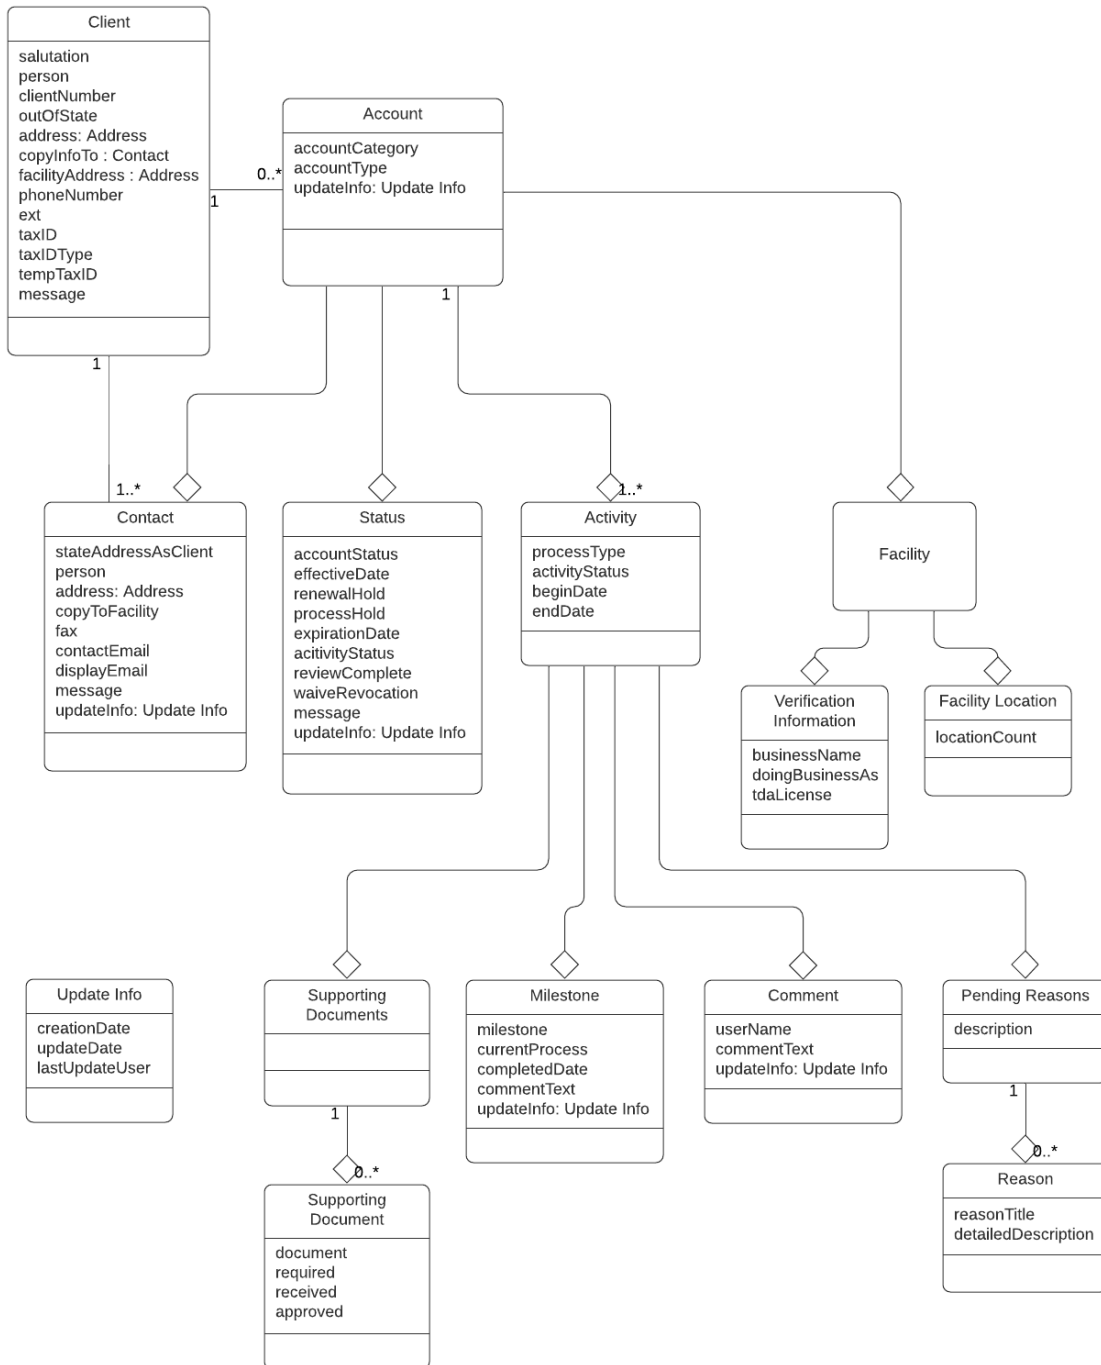 Client
salutation
person
clientNumber
outOfState
address: Address
copyInfoTo : Contact
facilityAddress : Address
phoneNumber
ext
taxID
taxIDType
tempTaxID
message
1
0..*
Account
accountCategory
accountType
updateInfo: Update Info
1
1
1..*
Contact
stateAddressAsClient
person
address: Address
copyToFacility
fax
contactEmail
displayEmail
message
updateInfo: Update Info
Status
accountStatus
effectiveDate
renewalHold
processHold
expirationDate
acitivityStatus
reviewComplete
waiveRevocation
message
updateInfo: Update Info
1..*
Activity
processType
activityStatus
beginDate
endDate
Facility
Verification
Information
businessName
doingBusinessAs
tdaLicense
Facility Location
locationCount
Update Info
creationDate
updateDate
lastUpdateUser
Supporting
Documents
1
0..*
Supporting
Document
document
required
received
approved
Milestone
milestone
currentProcess
completedDate
commentText
updateInfo: Update Info
Comment
userName
commentText
updateInfo: Update Info
Pending Reasons
description
1
0..*
Reason
reasonTitle
detailedDescription